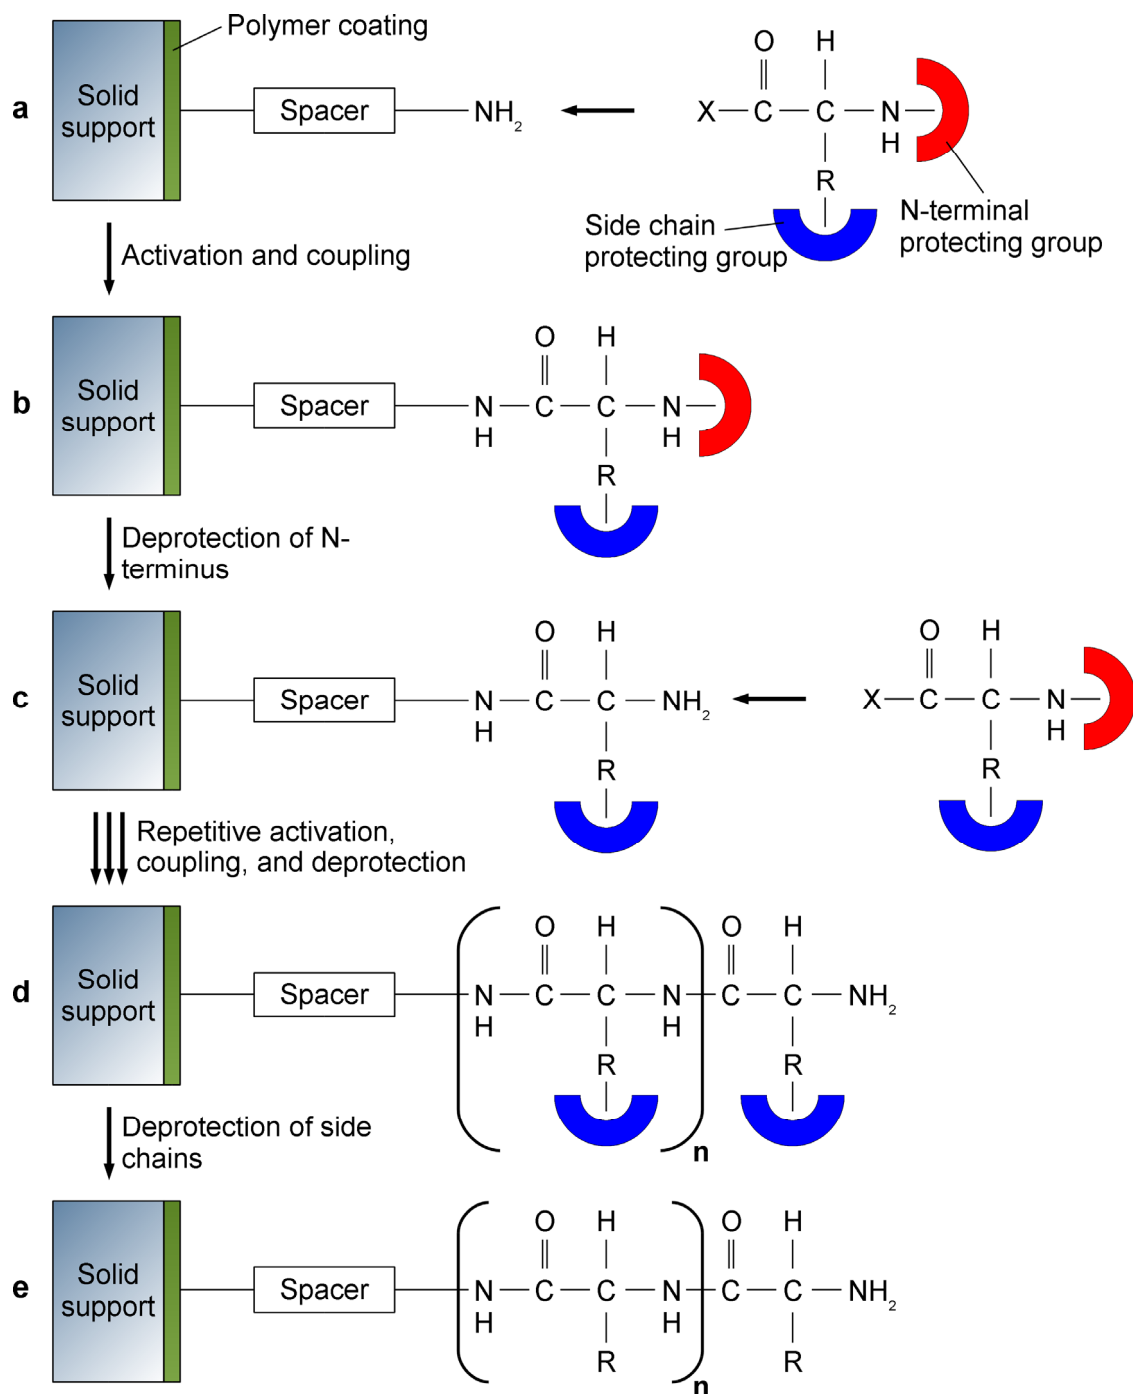 Polymer coating
a
Solid
support
Spacer
NH2
O H
X C C N
H
R
Side chain
protecting group
N-terminal
protecting group
Activation and coupling
b
Solid
support
Spacer
O H
N C C N
H H
R
Deprotection of N-
terminus
c
Solid
support
Spacer
O H
N C C NH2
H
R
O H
X C C N
H
R
Repetitive activation,
coupling, and deprotection
d
Solid
support
Spacer
O H O H
N C C N C C NH2
H H
R R
n
Deprotection of side
chains
e
Solid
support
Spacer
O H O H
N C C N C C NH2
H H
R R
n